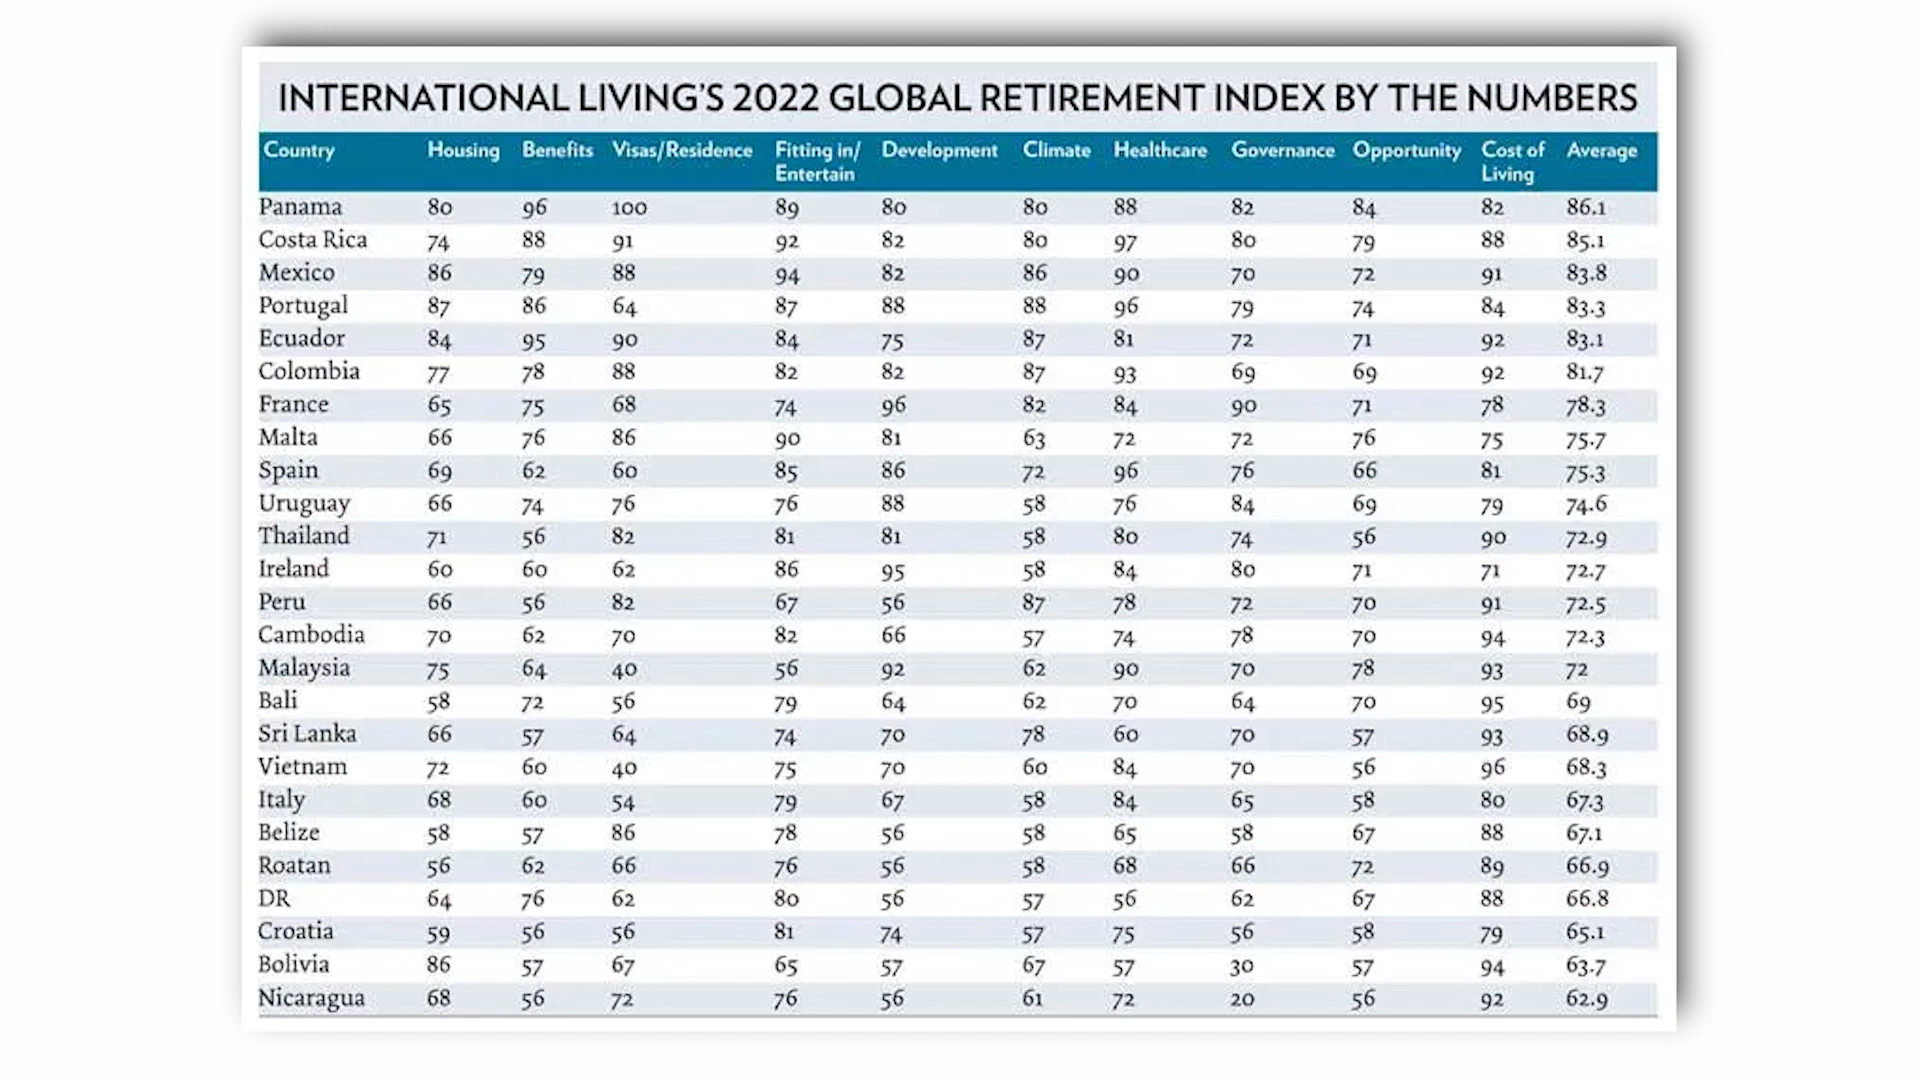 INTERNATIONAL LIVING'S 2022 GLOBAL RETIREMENT INDEX BY THE NUMBERS
Country Housing Benefits Visas/Residence Fitting in/ Entertain Development Climate Healthcare Governance Opportunity Cost of Living Average
Panama 80 96 100 89 80 80 88 82 84 82 86.1
Costa Rica 74 88 91 92 82 80 97 80 79 88 85.1
Mexico 86 79 88 94 82 86 90 70 72 91 83.8
Portugal 87 86 64 87 88 88 96 79 74 84 83.3
Ecuador 84 95 90 84 75 87 81 72 71 92 83.1
Colombia 77 78 88 82 82 87 93 69 69 92 81.7
France 65 75 68 74 96 82 84 90 71 78 78.3
Malta 66 76 86 90 81 63 72 72 76 75 75.7
Spain 69 62 60 85 86 72 96 76 66 81 75.3
Uruguay 66 74 76 76 88 58 76 84 69 79 74.6
Thailand 71 56 82 81 81 58 80 74 56 90 72.9
Ireland 60 60 62 86 95 58 84 80 71 71 72.7
Peru 66 56 82 67 56 87 78 72 70 91 72.5
Cambodia 70 62 70 82 66 57 74 78 70 94 72.3
Malaysia 75 64 40 56 92 62 90 70 78 93 72
Bali 58 72 56 79 64 62 70 64 70 95 69
Sri Lanka 66 57 64 74 70 78 60 70 57 93 68.9
Vietnam 72 60 40 75 70 60 84 70 56 96 68.3
Italy 68 60 54 79 67 58 84 65 58 80 67.3
Belize 58 57 86 78 56 58 65 58 67 88 67.1
Roatan 56 62 66 76 56 58 68 66 72 89 66.9
DR 64 76 62 80 56 57 56 62 67 88 66.8
Croatia 59 56 56 81 74 57 75 56 58 79 65.1
Bolivia 86 57 67 65 57 67 57 30 57 94 63.7
Nicaragua 68 56 72 76 56 61 72 20 56 92 62.9